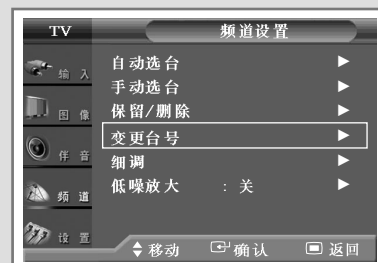 TV 频道设置
输入
图像
伴音
频道
设置
自动选台
手动选台
保留/删除
变更台号
细调
低噪放大 : 关
移动 确认 返回